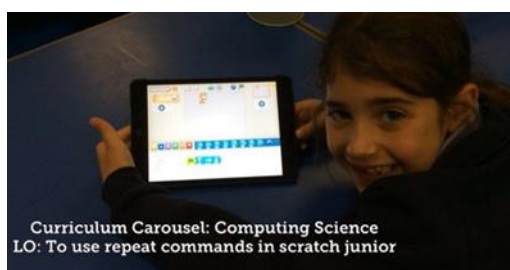 Curriculum Carousel: Computing Science
LO: To use repeat commands in scratch junior